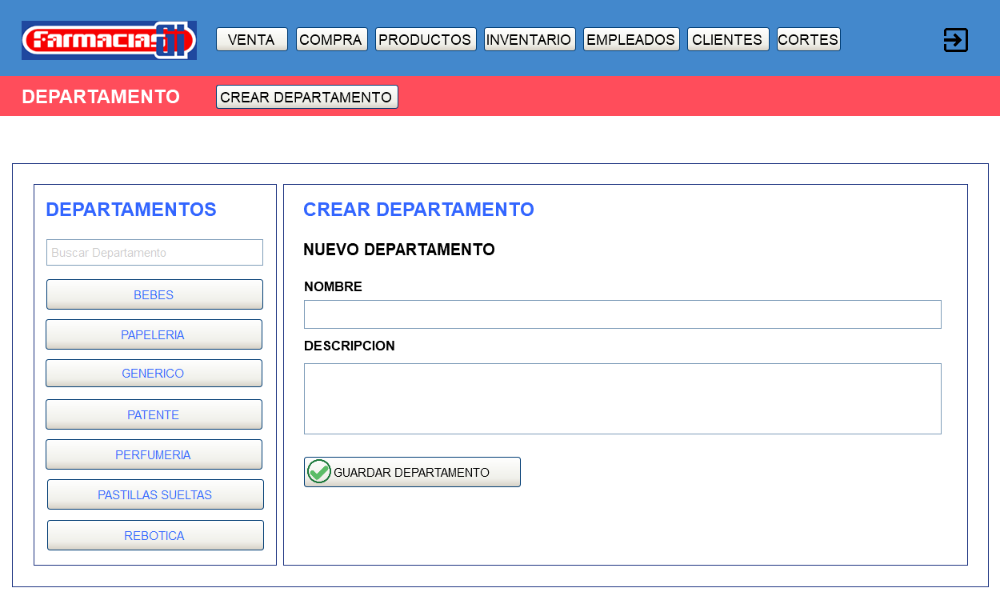 Farmacias GI
VENTA COMPRA PRODUCTOS INVENTARIO EMPLEADOS CLIENTES CORTES
DEPARTAMENTO CREAR DEPARTAMENTO
DEPARTAMENTOS
Buscar Departamento
BEBES
PAPELERIA
GENERICO
PATENTE
PERFUMERIA
PASTILLAS SUELTAS
REBOTICA
CREAR DEPARTAMENTO
NUEVO DEPARTAMENTO
NOMBRE
DESCRIPCION
GUARDAR DEPARTAMENTO